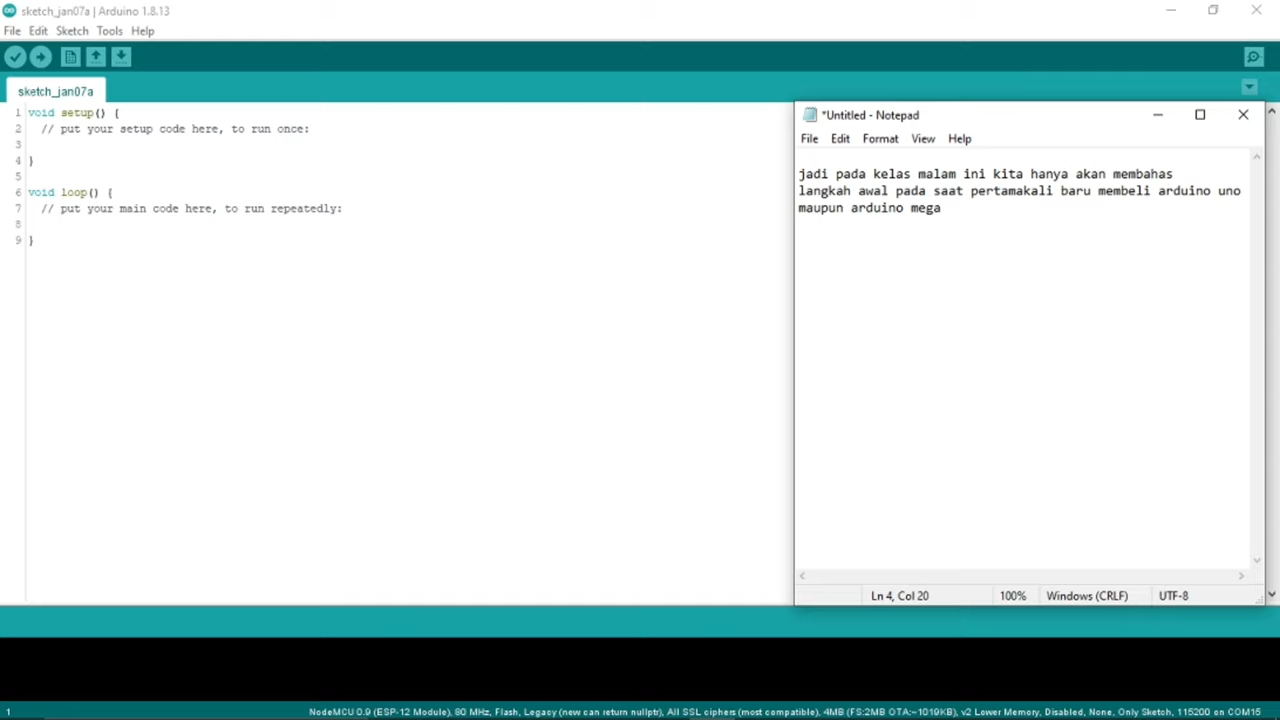 sketch_jan07a | Arduino 1.8.13
File Edit Sketch Tools Help
sketch_jan07a
1 void setup() {
2 // put your setup code here, to run once:
3
4 }
5
6 void loop() {
7 // put your main code here, to run repeatedly:
8
9 }
*Untitled - Notepad
File Edit Format View Help
jadi pada kelas malam ini kita hanya akan membahas
langkah awal pada saat pertamakali baru membeli arduino uno
maupun arduino mega
Ln 4, Col 20 100% Windows (CRLF) UTF-8
1 NodeMCU 0.9 (ESP-12 Module), 80 MHz, Flash, Legacy (new can return nullptr), All SSL ciphers (most compatible), 4MB (FS:2MB OTA:~1019KB), v2 Lower Memory, Disabled, None, Only Sketch, 115200 on COM15